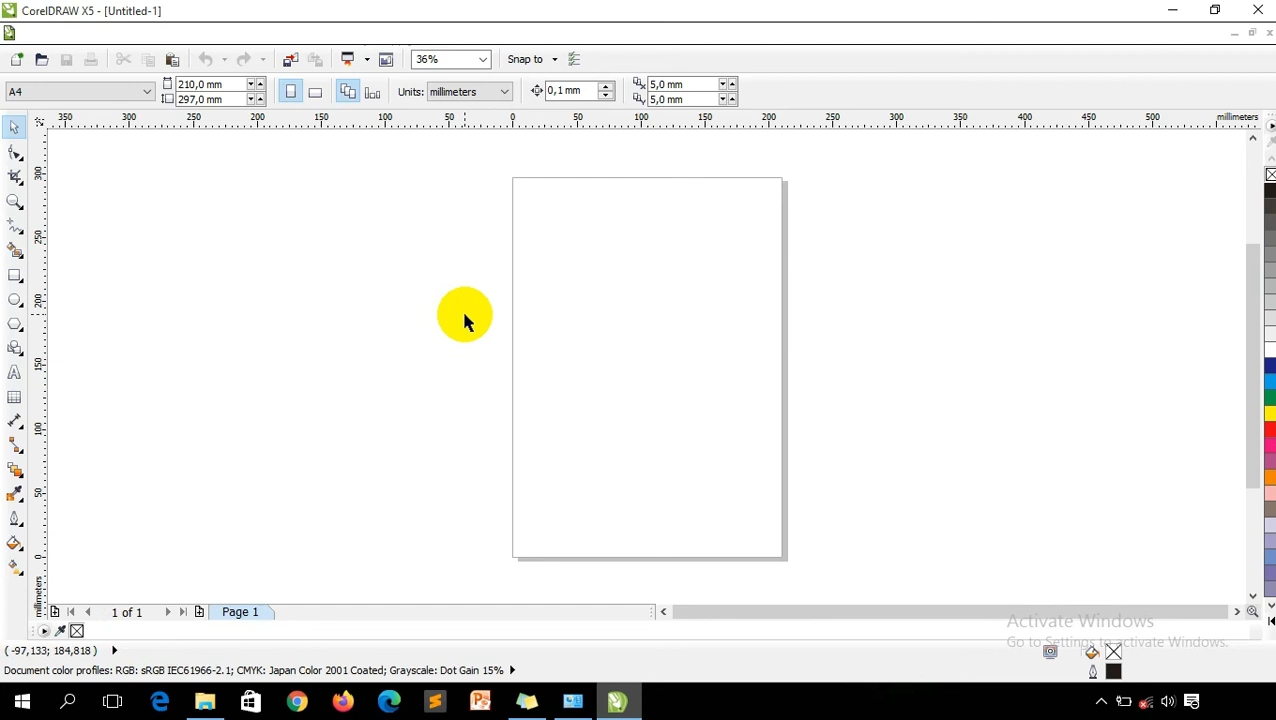 CorelDRAW X5 - [Untitled-1]
36%
Snap to
A4
210,0 mm
297,0 mm
Units: millimeters
0,1 mm
5,0 mm
5,0 mm
350 300 250 200 150 100 50 0 50 100 150 200 250 300 350 400 450 500 millimeters
300
250
200
150
100
50
0
millimeters
1 of 1
Page 1
Activate Windows
Go to Settings to activate Windows.
(-97,133; 184,818)
Document color profiles: RGB: sRGB IEC61966-2.1; CMYK: Japan Color 2001 Coated; Grayscale: Dot Gain 15%